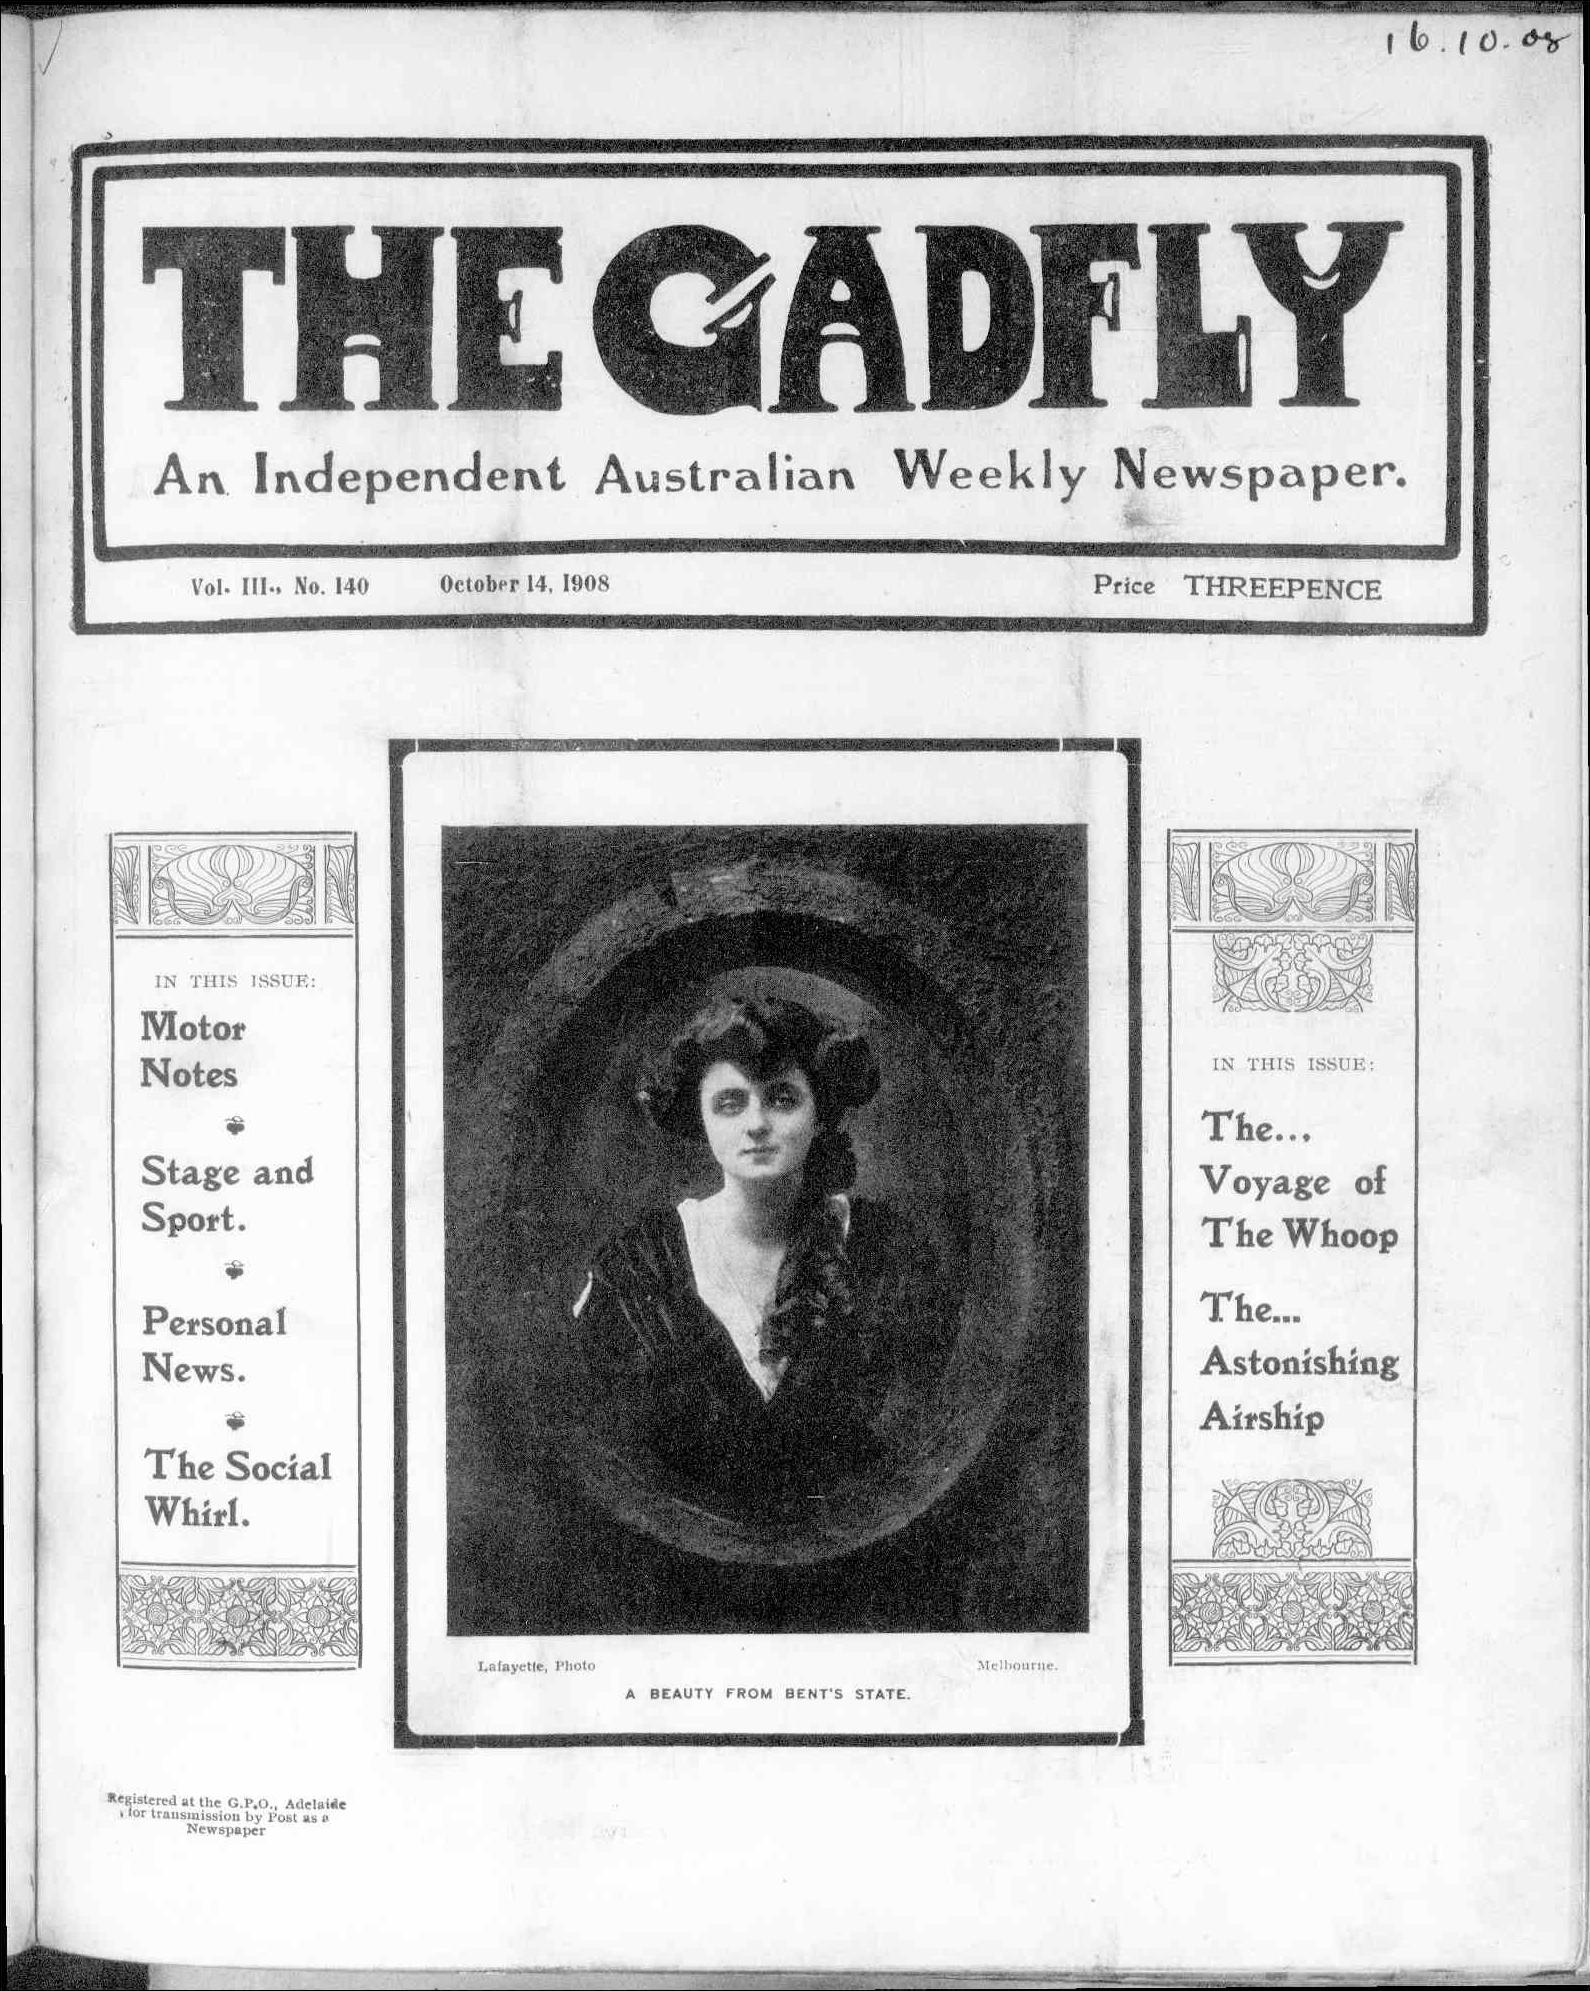 16.10.08
THE GADFLY
An Independent Australian Weekly Newspaper.
Vol. III., No. 140 October 14, 1908 Price THREEPENCE
IN THIS ISSUE:
Motor
Notes
Stage and
Sport.
Personal
News.
The Social
Whirl.
Lafayette, Photo Melbourne.
A BEAUTY FROM BENT'S STATE.
IN THIS ISSUE:
The...
Voyage of
The Whoop
The...
Astonishing
Airship
Registered at the G.P.O., Adelaide
for transmission by Post as a
Newspaper